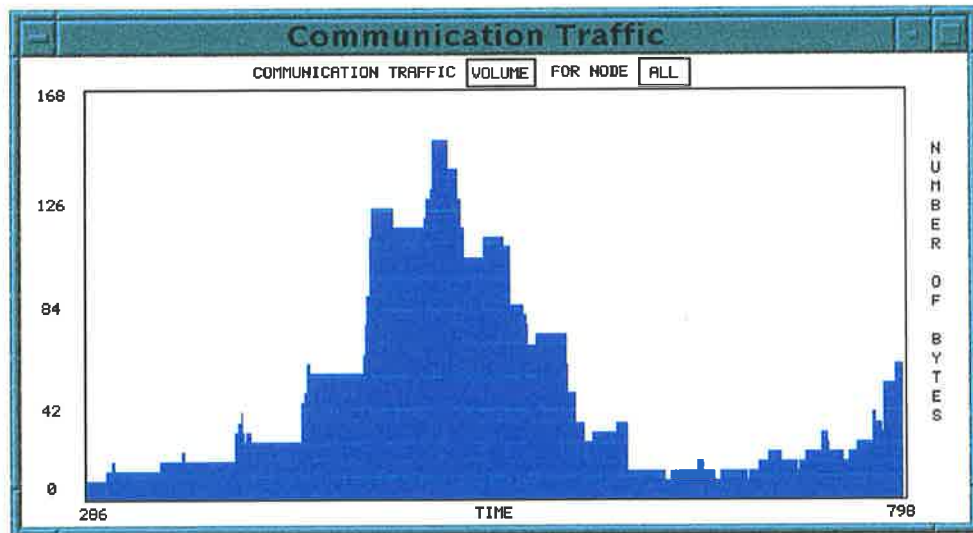 Communication Traffic
COMMUNICATION TRAFFIC VOLUME FOR NODE ALL
168
126
84
42
0
286 TIME 798
NUMBER OF BYTES